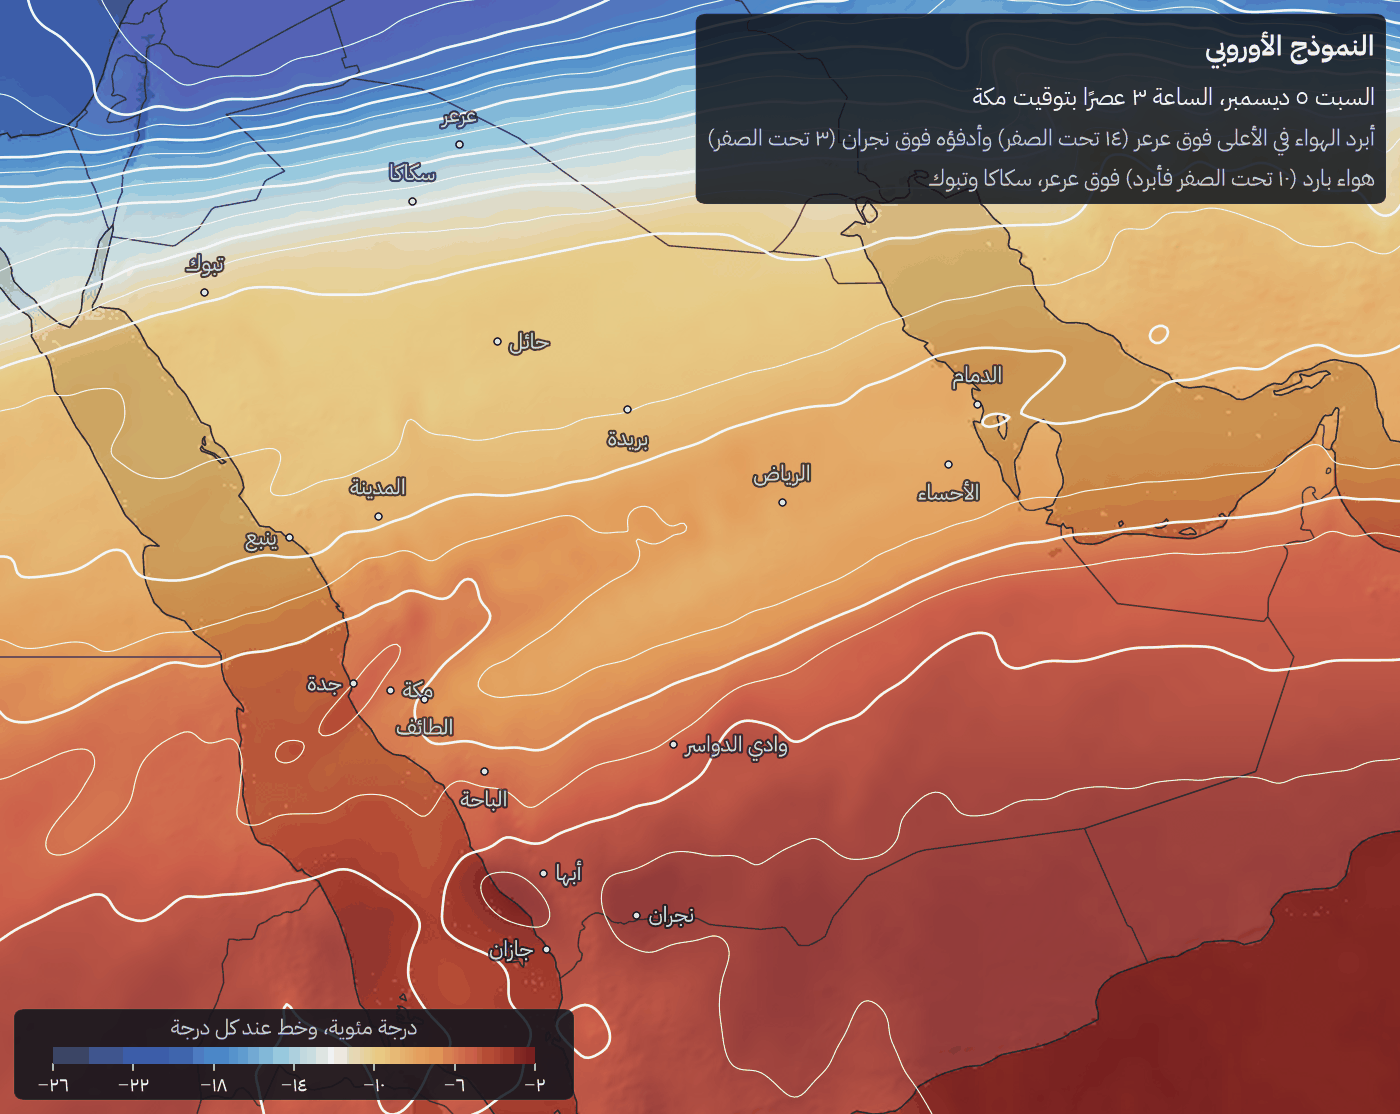 النموذج الأوروبي
السبت ٥ ديسمبر، الساعة ٣ عصرًا بتوقيت مكة
أبرد الهواء في الأعلى فوق عرعر (١٤ تحت الصفر) وأدفؤه فوق نجران (٣ تحت الصفر)
هواء بارد (١٠ تحت الصفر فأبرد) فوق عرعر، سكاكا وتبوك
عرعر
سكاكا
تبوك
حائل
الدمام
بريدة
الرياض
الأحساء
المدينة
ينبع
جدة
مكة
الطائف
وادي الدواسر
الباحة
أبها
نجران
جازان
درجة مئوية، وخط عند كل درجة
−٢٦ −٢٢ −١٨ −١٤ −١٠ −٦ −٢